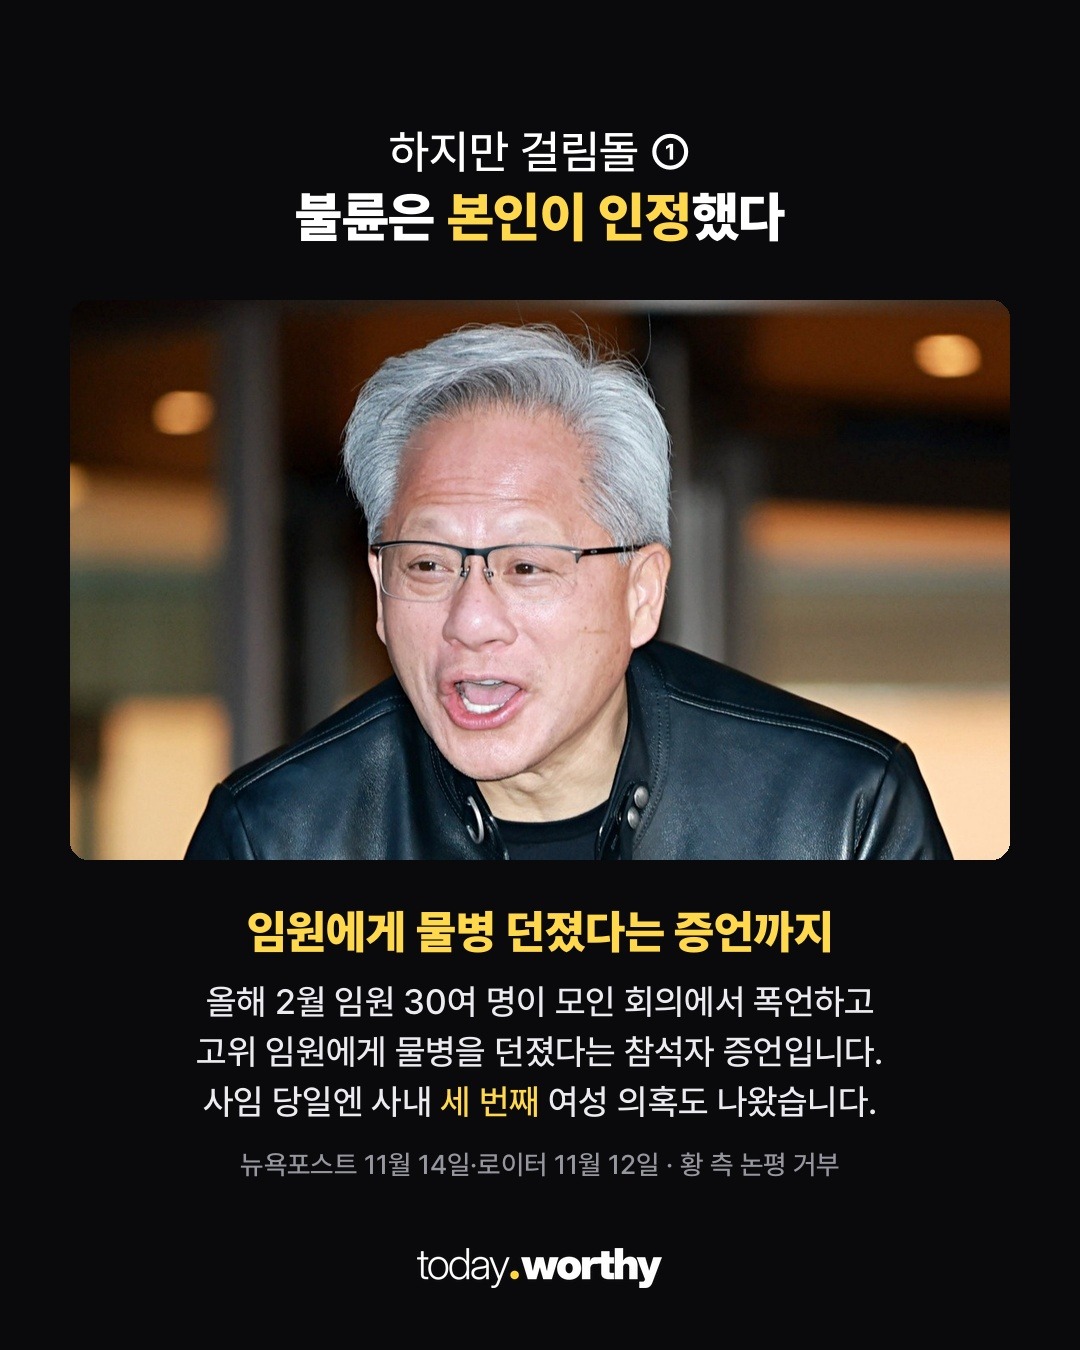 하지만 걸림돌 ①
불륜은 본인이 인정했다
임원에게 물병 던졌다는 증언까지
올해 2월 임원 30여 명이 모인 회의에서 폭언하고
고위 임원에게 물병을 던졌다는 참석자 증언입니다.
사임 당일엔 사내 세 번째 여성 의혹도 나왔습니다.
뉴욕포스트 11월 14일·로이터 11월 12일 · 황 측 논평 거부
today.worthy